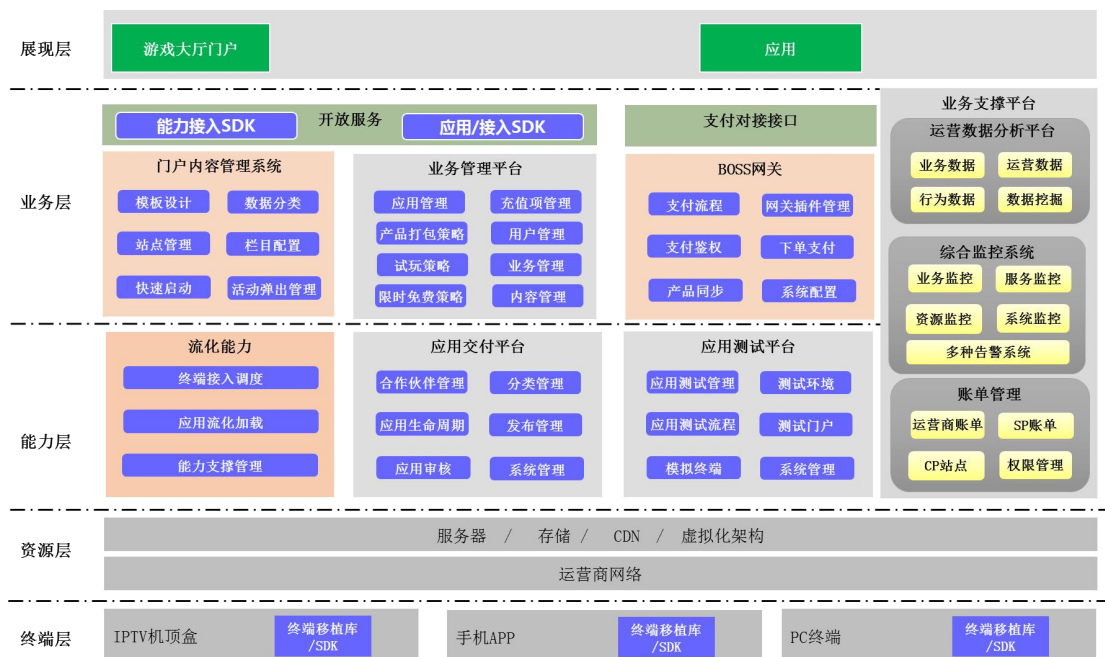 展现层
游戏大厅门户
应用
业务层
能力接入SDK
开放服务
应用/接入SDK
支付对接接口
门户内容管理系统
模板设计
数据分类
站点管理
栏目配置
快速启动
活动弹出管理
业务管理平台
应用管理
充值项管理
产品打包策略
用户管理
试玩策略
业务管理
限时免费策略
内容管理
BOSS网关
支付流程
网关插件管理
支付鉴权
下单支付
产品同步
系统配置
业务支撑平台
运营数据分析平台
业务数据
运营数据
行为数据
数据挖掘
综合监控系统
业务监控
服务监控
资源监控
系统监控
多种告警系统
账单管理
运营商账单
SP账单
CP站点
权限管理
能力层
流化能力
终端接入调度
应用流化加载
能力支撑管理
应用交付平台
合作伙伴管理
分类管理
应用生命周期
发布管理
应用审核
系统管理
应用测试平台
应用测试管理
测试环境
应用测试流程
测试门户
模拟终端
系统管理
资源层
服务器 / 存储 / CDN / 虚拟化架构
运营商网络
终端层
IPTV机顶盒
终端移植库
/SDK
手机APP
终端移植库
/SDK
PC终端
终端移植库
/SDK